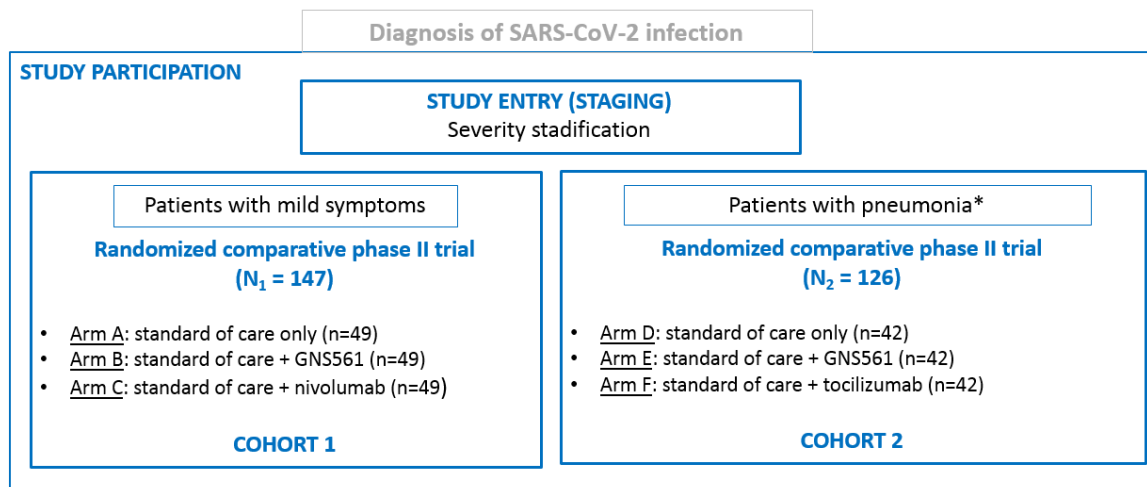 Diagnosis of SARS-CoV-2 infection
STUDY PARTICIPATION
STUDY ENTRY (STAGING)
Severity stadification
Patients with mild symptoms
Randomized comparative phase II trial
(N₁ = 147)
• Arm A: standard of care only (n=49)
• Arm B: standard of care + GNS561 (n=49)
• Arm C: standard of care + nivolumab (n=49)
COHORT 1
Patients with pneumonia*
Randomized comparative phase II trial
(N₂ = 126)
• Arm D: standard of care only (n=42)
• Arm E: standard of care + GNS561 (n=42)
• Arm F: standard of care + tocilizumab (n=42)
COHORT 2